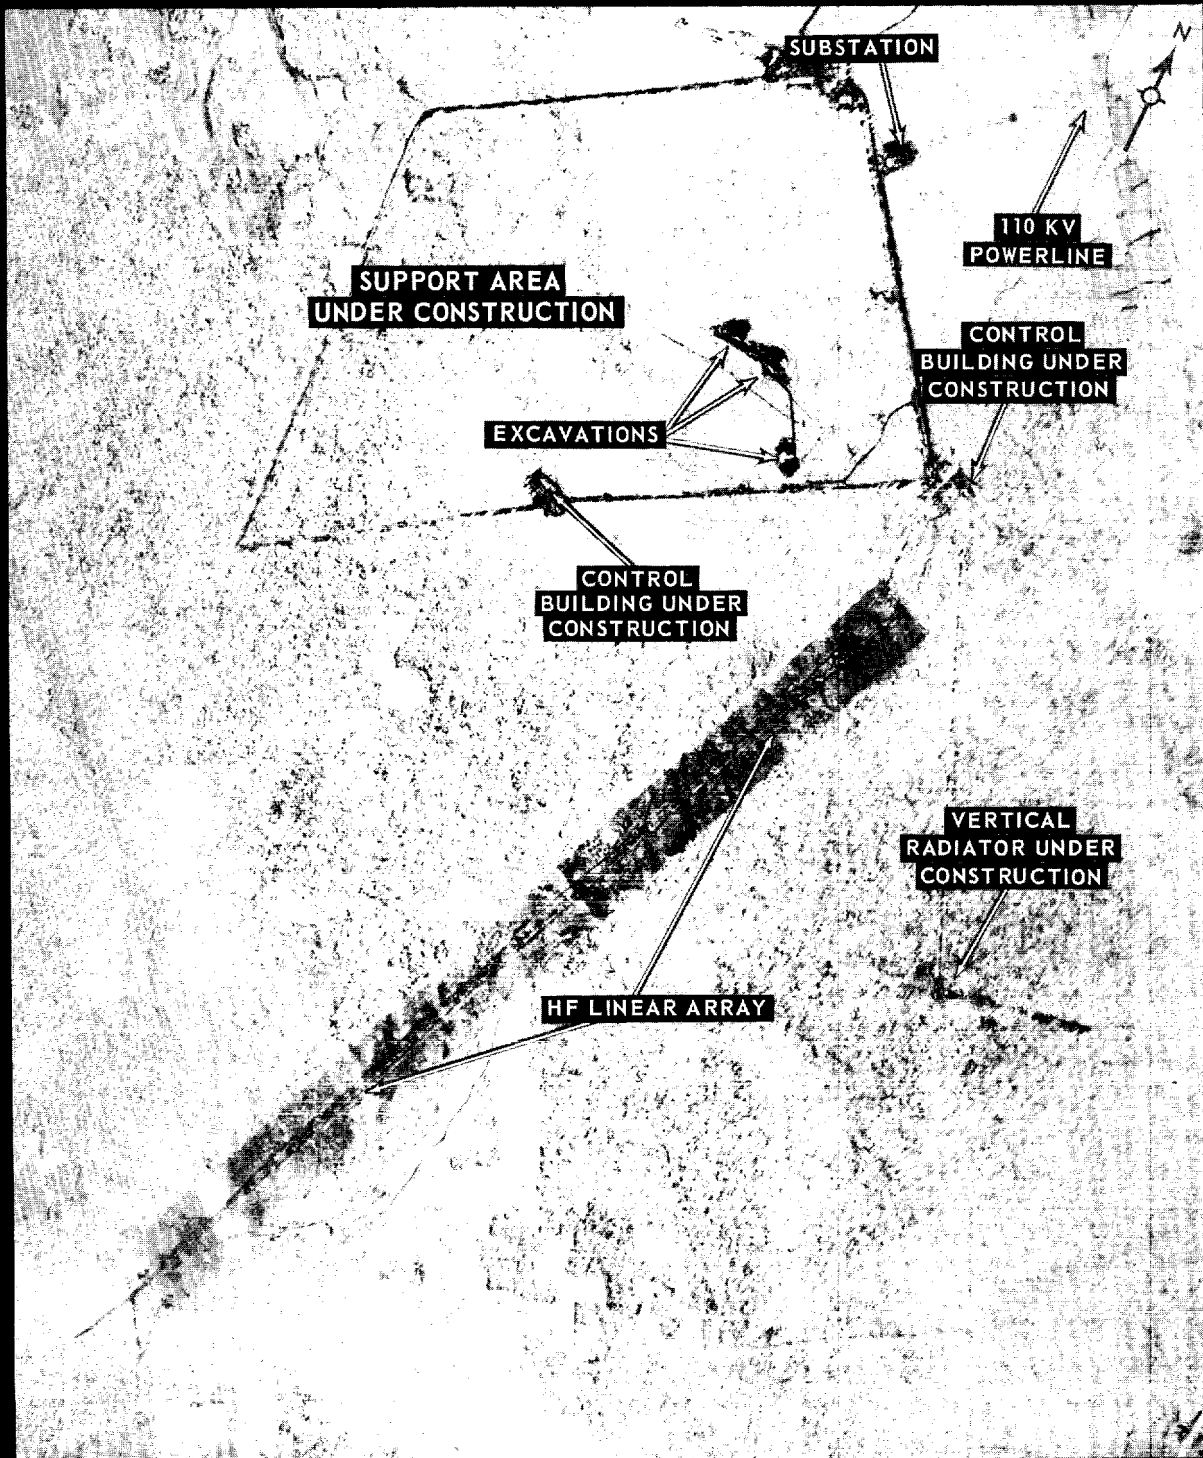 SUBSTATION
N
110 KV
POWERLINE
SUPPORT AREA
UNDER CONSTRUCTION
CONTROL
BUILDING UNDER
CONSTRUCTION
EXCAVATIONS
CONTROL
BUILDING UNDER
CONSTRUCTION
VERTICAL
RADIATOR UNDER
CONSTRUCTION
HF LINEAR ARRAY